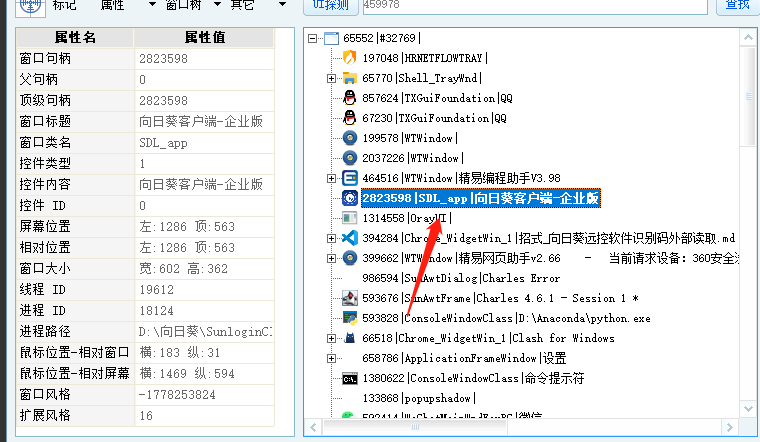 标记 属性 窗口树 其它
UI探测 459978 查找
属性名 属性值
窗口句柄 2823598
父句柄 0
顶级句柄 2823598
窗口标题 向日葵客户端-企业版
窗口类名 SDL_app
控件类型 1
控件内容 向日葵客户端-企业版
控件 ID 0
屏幕位置 左:1286 顶:563
相对位置 左:1286 顶:563
窗口大小 宽:602 高:362
线程 ID 19612
进程 ID 18124
进程路径 D:\向日葵\SunloginCl
鼠标位置-相对窗口 横:183 纵:31
鼠标位置-相对屏幕 横:1469 纵:594
窗口风格 -1778253824
扩展风格 16
65552|#32769|
197048|HRNETFLOWTRAY|
65770|Shell_TrayWnd|
857624|TXGuiFoundation|QQ
67230|TXGuiFoundation|QQ
199578|WTWindow|
2037226|WTWindow|
464516|WTWindow|精易编程助手V3.98
2823598|SDL_app|向日葵客户端-企业版
1314558|OrayUI|
394284|Chrome_WidgetWin_1|招式_向日葵远控软件识别码外部读取.md
399662|WTWindow|精易网页助手v2.66 - 当前请求设备：360安全浏
986594|SunAwtDialog|Charles Error
593676|SunAwtFrame|Charles 4.6.1 - Session 1 *
593828|ConsoleWindowClass|D:\Anaconda\python.exe
66518|Chrome_WidgetWin_1|Clash for Windows
658786|ApplicationFrameWindow|设置
1380622|ConsoleWindowClass|命令提示符
133868|popupshadow|
592414|WeChatMainWndForPC|微信